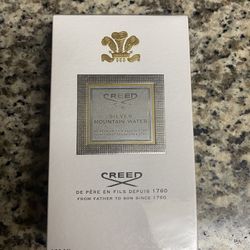 CREED
SILVER
MOUNTAIN WATER
CREED
DE PÈRE EN FILS DEPUIS 1760
FROM FATHER TO SON SINCE 1760